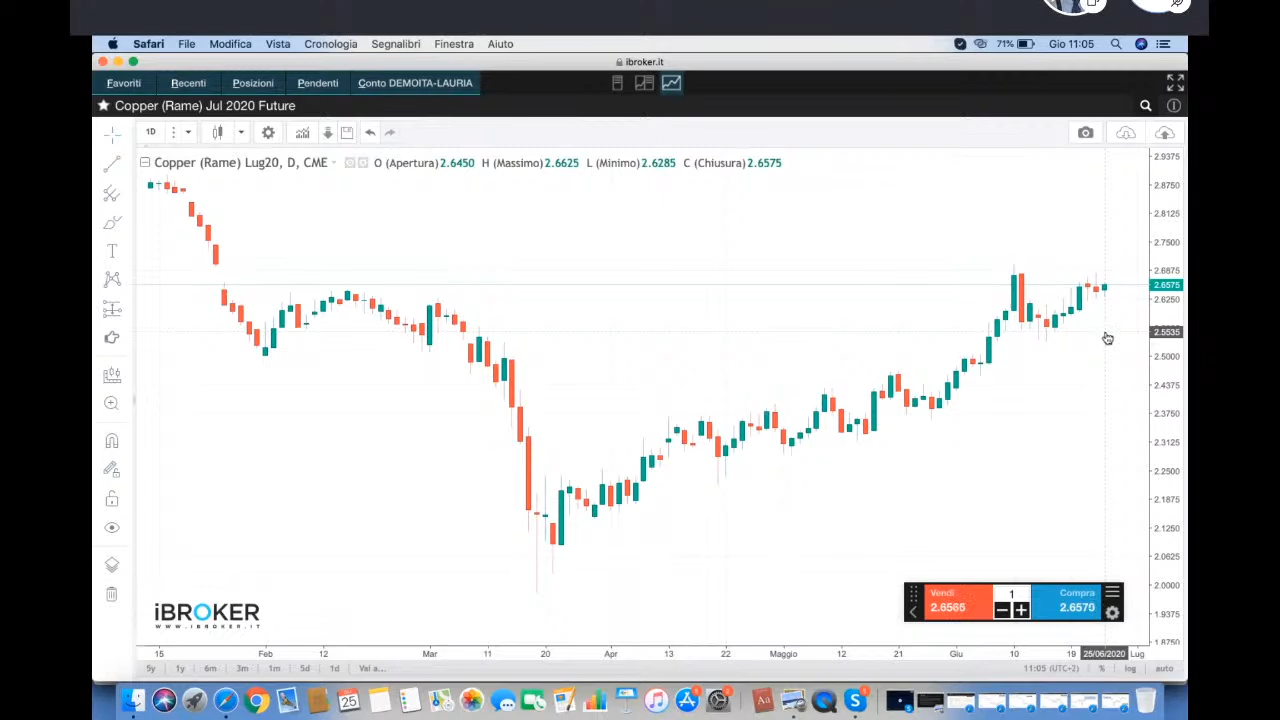 Safari File Modifica Vista Cronologia Segnalibri Finestra Aiuto 71% Gio 11:05
ibroker.it
Favoriti Recenti Posizioni Pendenti Conto DEMOITA-LAURIA
Copper (Rame) Jul 2020 Future
1D
Copper (Rame) Lug20, D, CME O (Apertura) 2.6450 H (Massimo) 2.6625 L (Minimo) 2.6285 C (Chiusura) 2.6575
2.9375
2.8750
2.8125
2.7500
2.6875
2.6575
2.6250
2.5535
2.5000
2.4375
2.3750
2.3125
2.2500
2.1875
2.1250
2.0625
2.0000
1.9375
1.8750
Vendi 1 Compra
2.6565 2.6570
iBROKER
WWW.IBROKER.IT
15 Feb 12 Mar 11 20 Apr 13 22 Maggio 12 21 Giu 10 19 25/06/2020 Lug
5y 1y 6m 3m 1m 5d 1d Vai a... 11:05 (UTC+2) % log auto
25